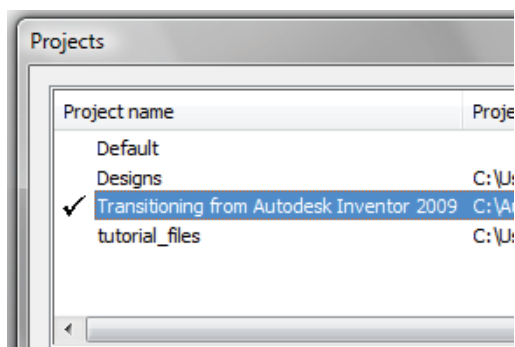 Projects
Project name Proje
Default
Designs C:\Us
Transitioning from Autodesk Inventor 2009 C:\Au
tutorial_files C:\Us